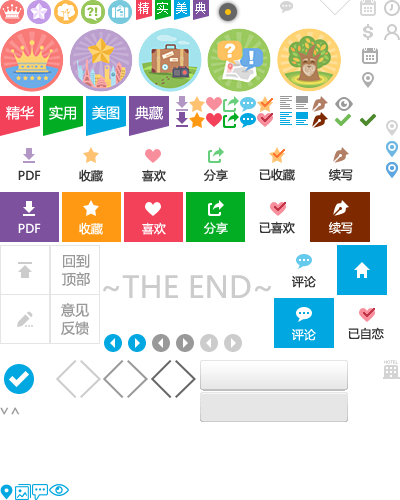 精 实 美 典
精华 实用 美图 典藏
PDF 收藏 喜欢 分享 已收藏 续写
PDF 收藏 喜欢 分享 已喜欢 续写
回到
顶部
~THE END~
评论
意见
反馈
评论 已自恋
HOTEL